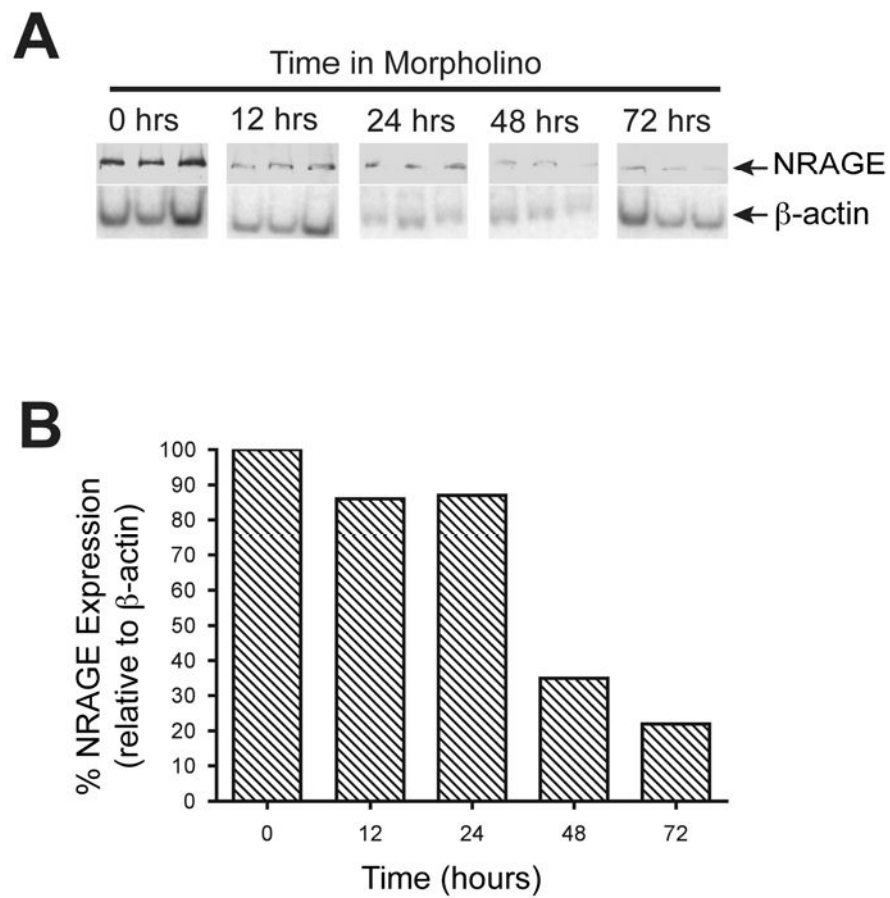 A
Time in Morpholino
0 hrs 12 hrs 24 hrs 48 hrs 72 hrs
NRAGE
β-actin
B
% NRAGE Expression
(relative to β-actin)
100
90
80
70
60
50
40
30
20
10
0
0 12 24 48 72
Time (hours)